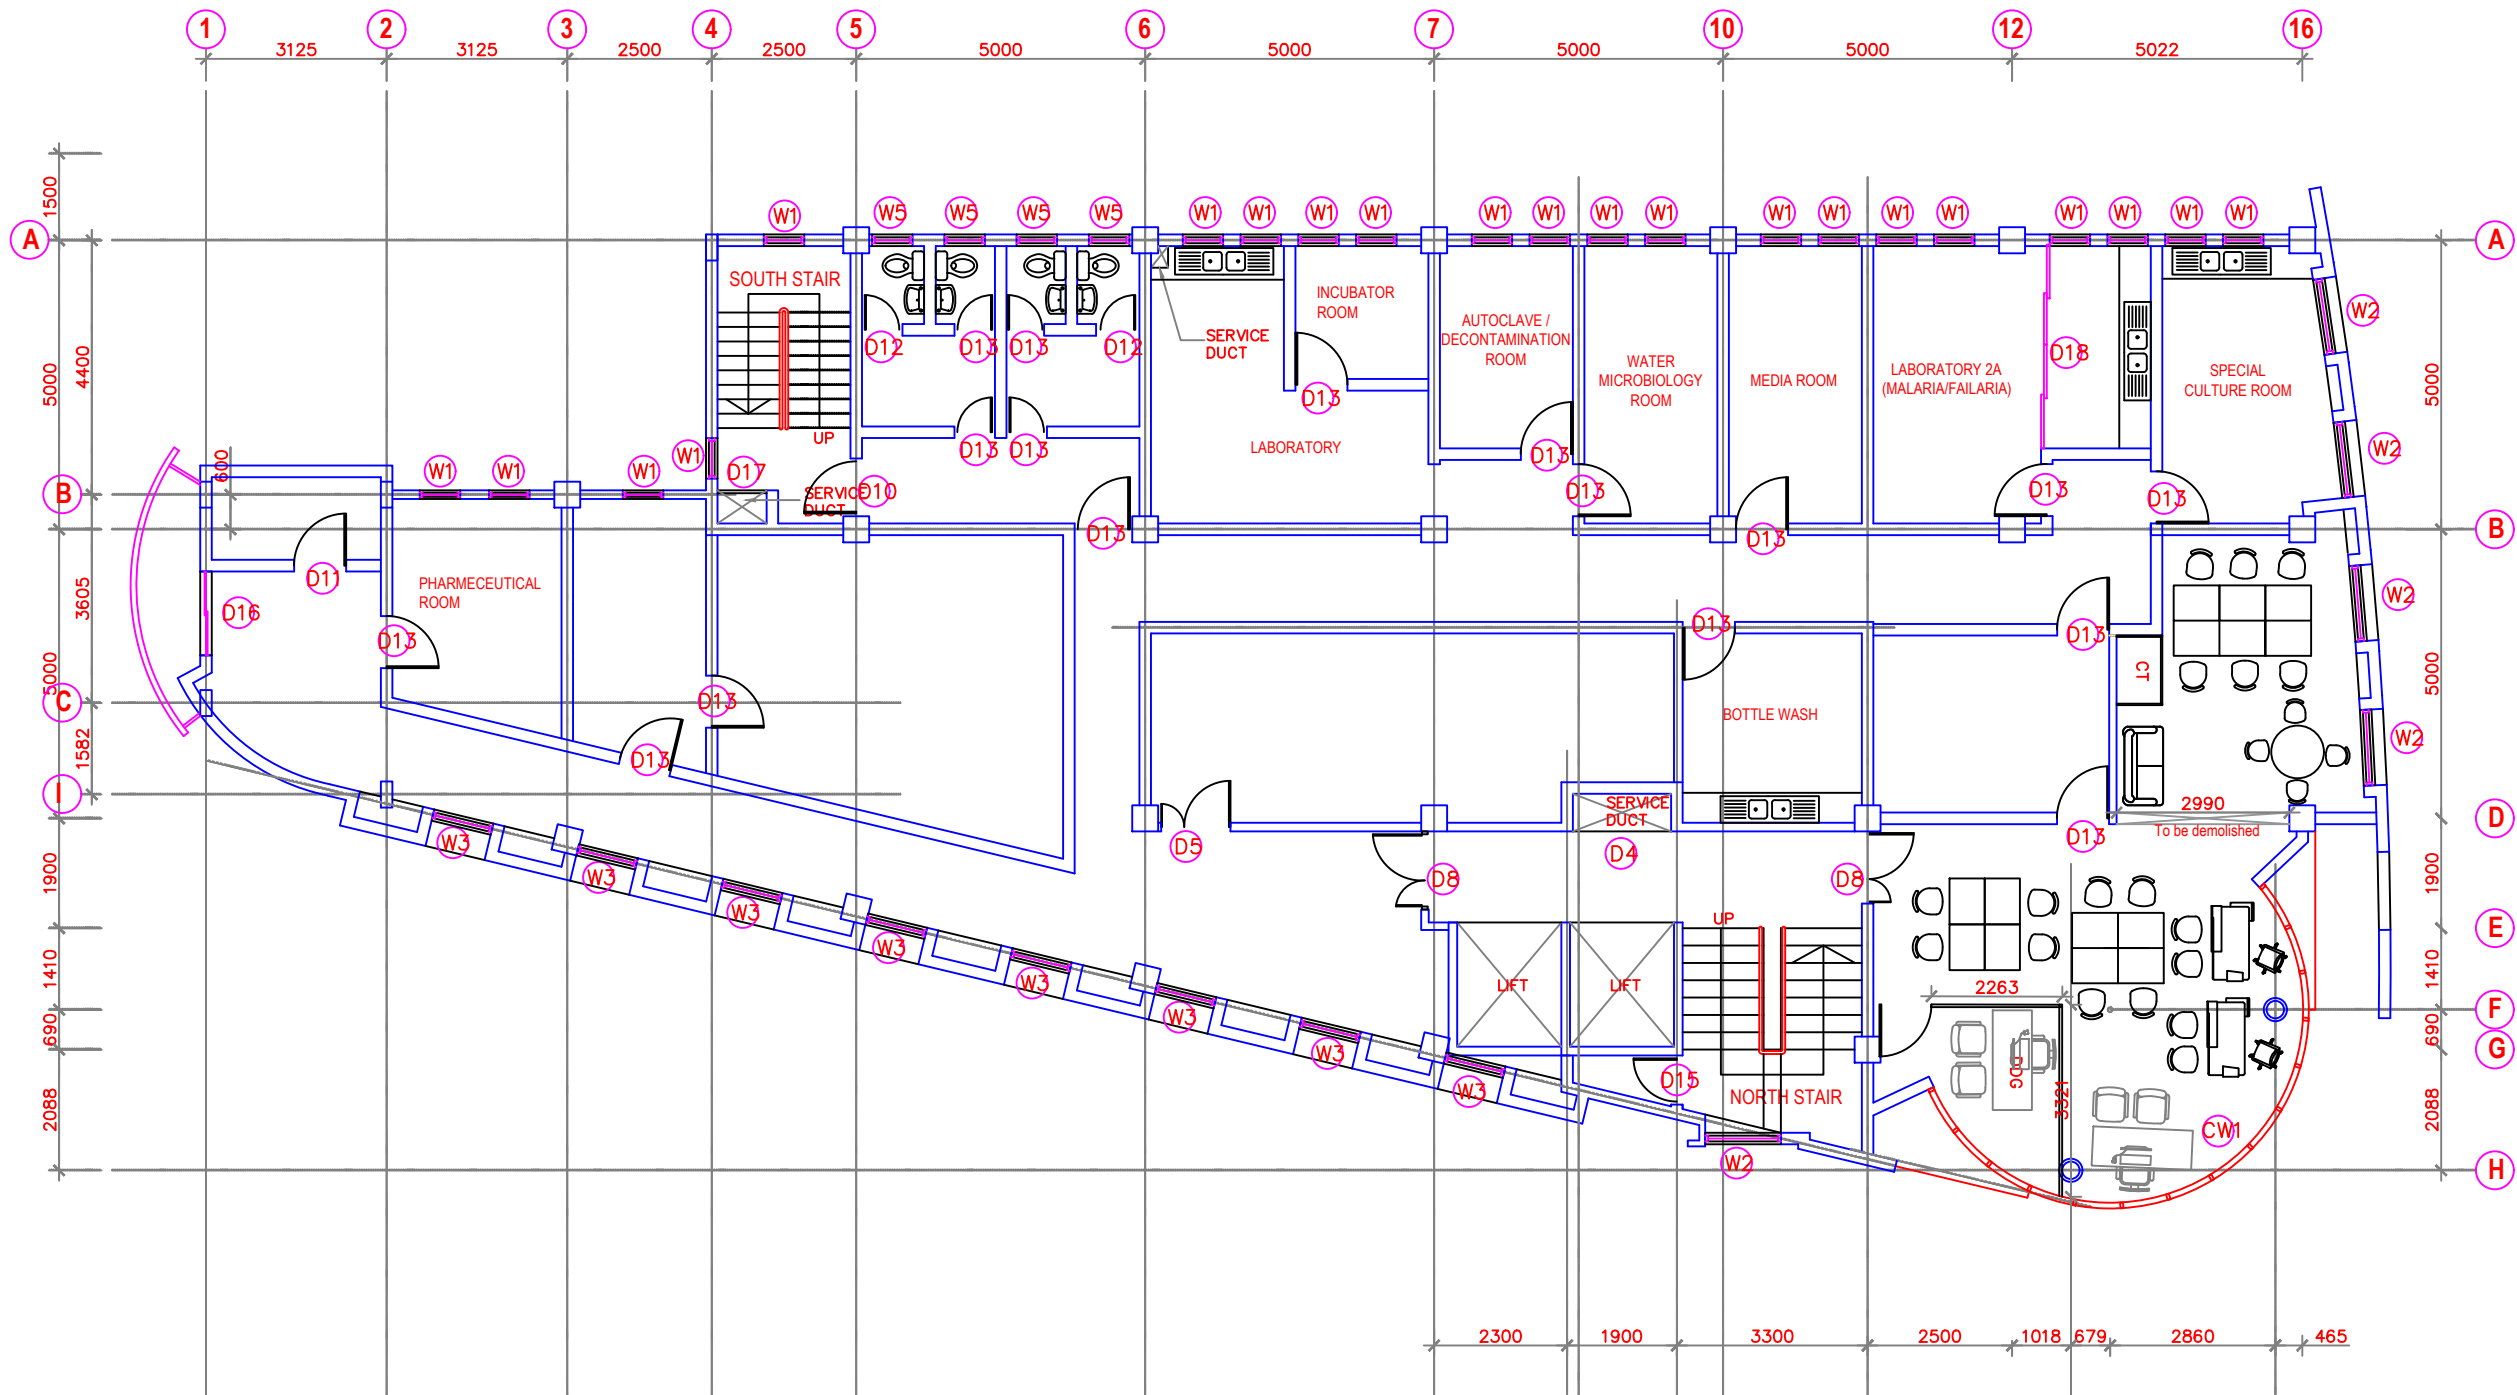 1 2 3 4 5 6 7 10 12 16
3125 3125 2500 2500 5000 5000 5000 5000 5022
1500
A A
W1 W5 W5 W5 W5 W1 W1 W1 W1 W1 W1 W1 W1 W1 W1 W1 W1 W1 W1 W1 W1
SOUTH STAIR
INCUBATOR
ROOM
W2
AUTOCLAVE /
DECONTAMINATION
ROOM
SERVICE
DUCT
D12 D13 D13 D12
D18
WATER
MICROBIOLOGY
ROOM
MEDIA ROOM
LABORATORY 2A
(MALARIA/FAILARIA)
SPECIAL
CULTURE ROOM
5000 4400 5000
D13
UP
LABORATORY
W1 D13 D13 D13 W2
W1 W1 W1 D17
600
B
SERVICE
DUCT
D10 D13 D13 D13
D13 D13
B
D11
PHARMECEUTICAL
ROOM
3605
D16
D13
W2
D13 D13
CT
5000 5000
C
D13
BOTTLE WASH
1582
D13
W2
I
SERVICE
DUCT
2990
To be demolished
D
W3 D5 D4 D13
1900 1900
W3 D8 D8
W3
UP
E
W3
1410 1410
W3
LIFT LIFT
2263
F
W3
690 690
W3
G
D15
W3
NORTH STAIR
3321
2088 2088
CW1
W2
H
2300 1900 3300 2500 1018 679 2860 465